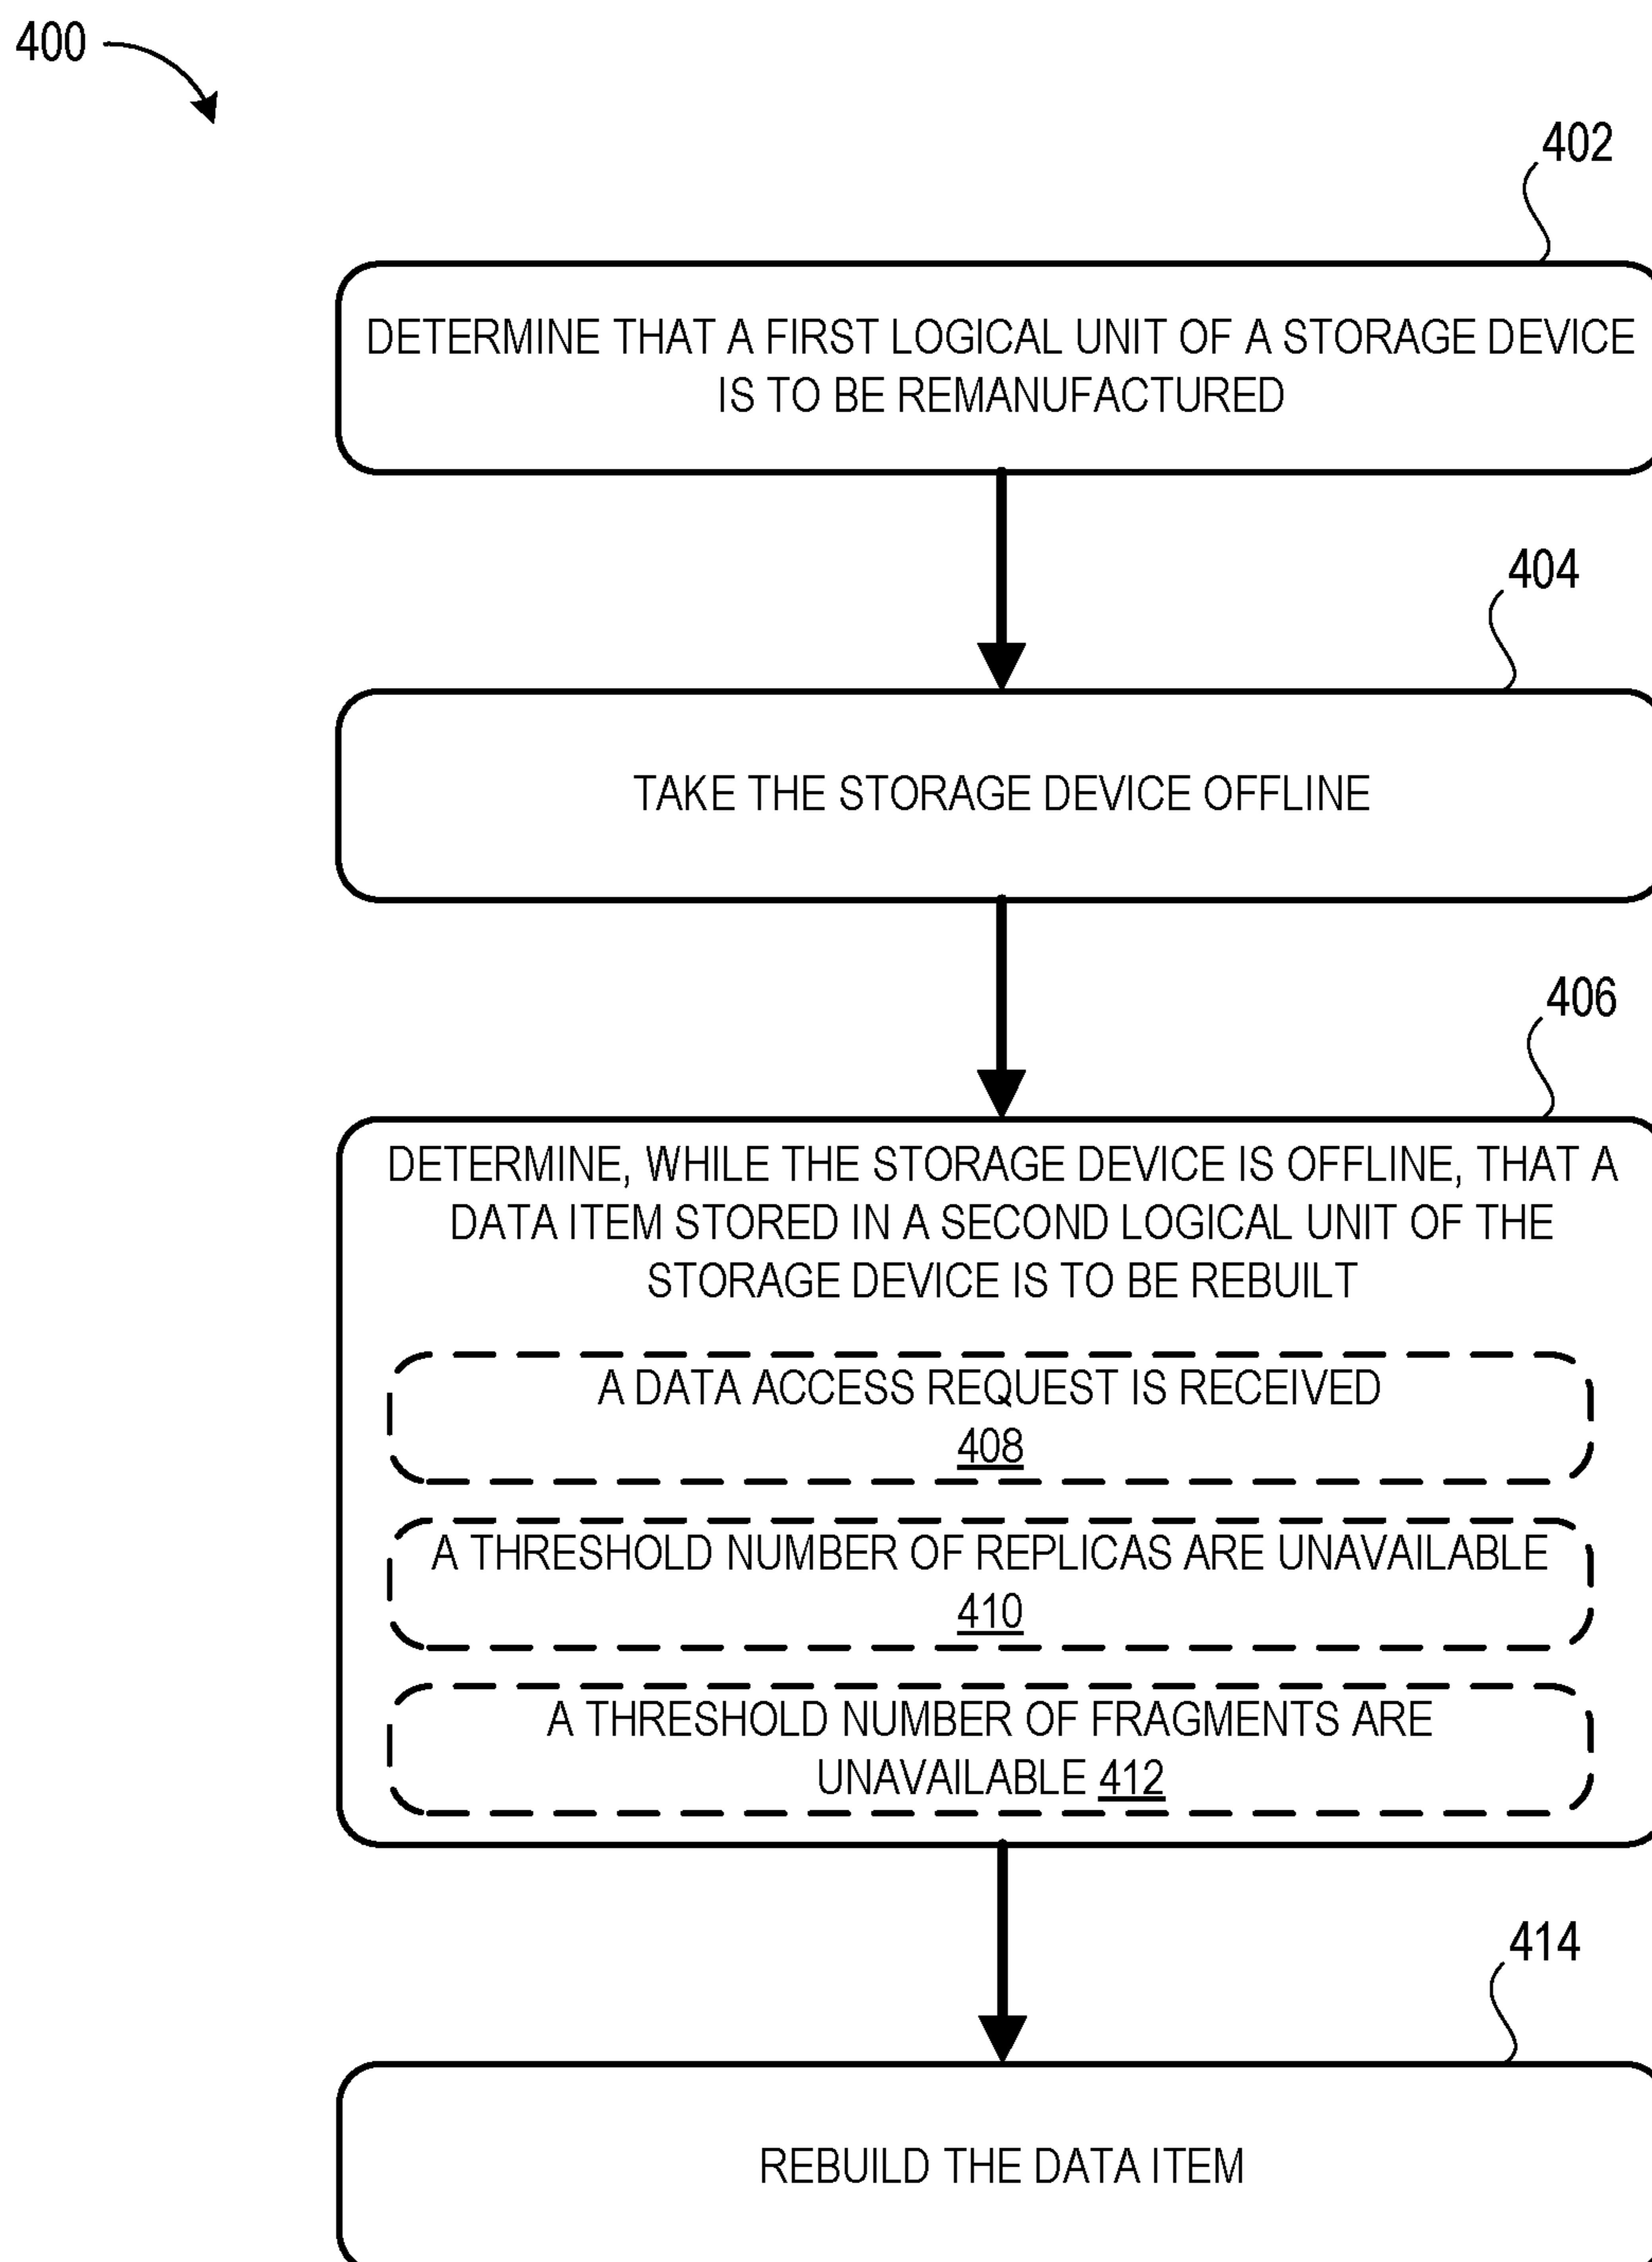 400
402
DETERMINE THAT A FIRST LOGICAL UNIT OF A STORAGE DEVICE
IS TO BE REMANUFACTURED
404
TAKE THE STORAGE DEVICE OFFLINE
406
DETERMINE, WHILE THE STORAGE DEVICE IS OFFLINE, THAT A
DATA ITEM STORED IN A SECOND LOGICAL UNIT OF THE
STORAGE DEVICE IS TO BE REBUILT
A DATA ACCESS REQUEST IS RECEIVED
408
A THRESHOLD NUMBER OF REPLICAS ARE UNAVAILABLE
410
A THRESHOLD NUMBER OF FRAGMENTS ARE
UNAVAILABLE 412
414
REBUILD THE DATA ITEM